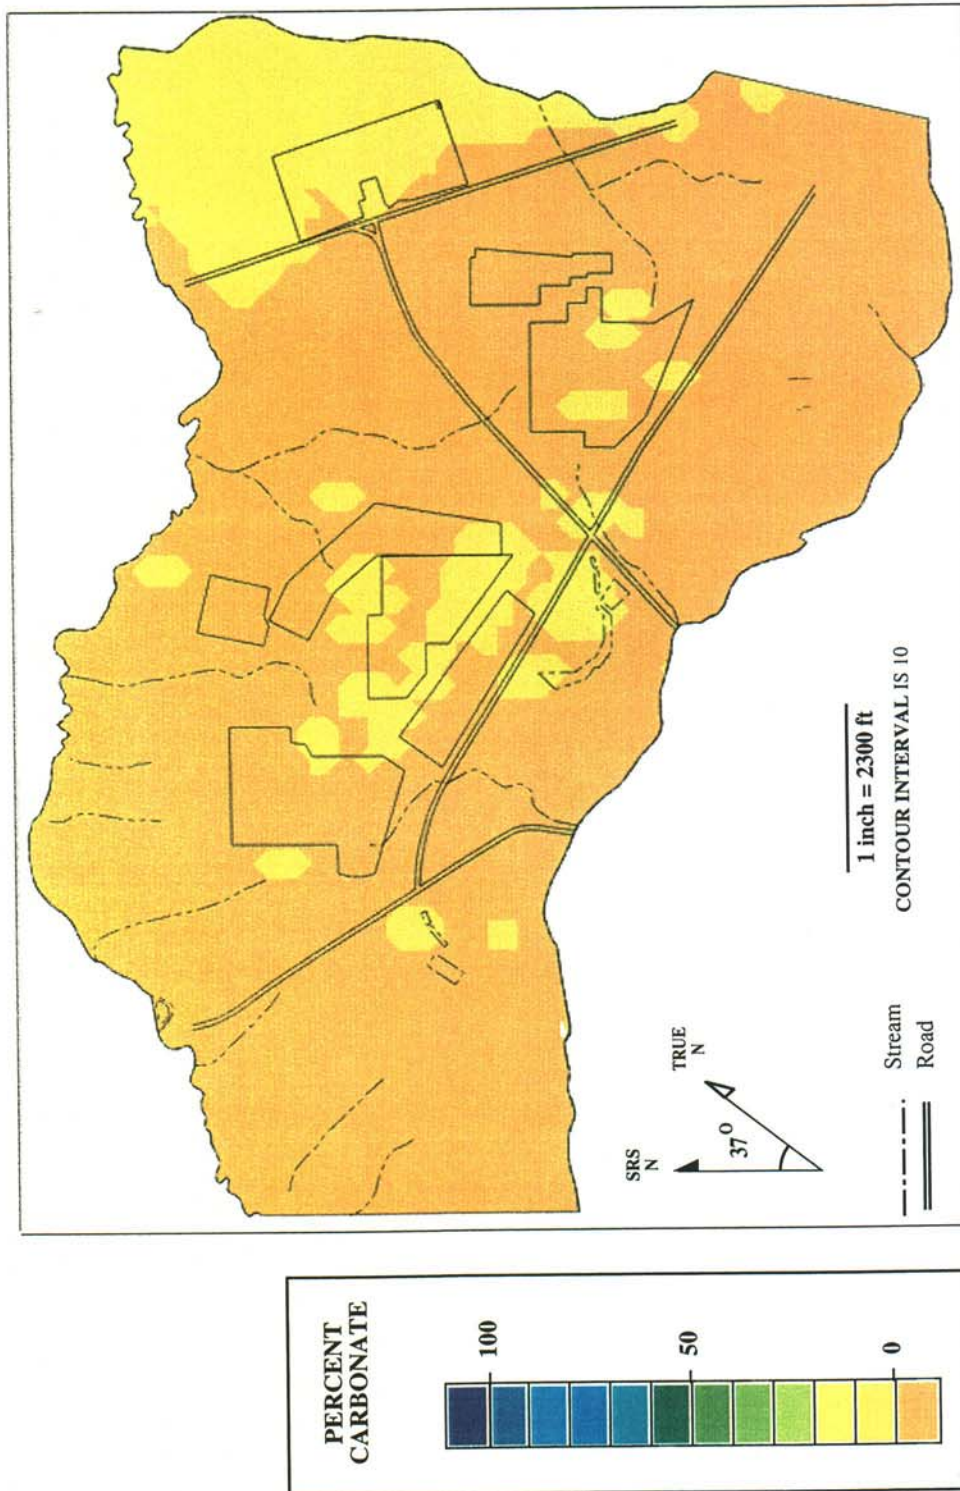 1 inch = 2300 ft
CONTOUR INTERVAL IS 10
SRS
N
TRUE
N
37°
Stream
Road
PERCENT
CARBONATE
100
50
0